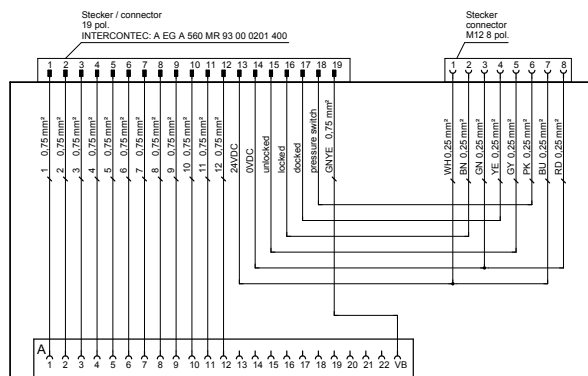 Stecker / connector
19 pol.
INTERCONTEC: A EG A 560 MR 93 00 0201 400
Stecker
connector
M12 8 pol.
1 2 3 4 5 6 7 8 9 10 11 12 13 14 15 16 17 18 19
1 2 3 4 5 6 7 8
1 0,75 mm²
2 0,75 mm²
3 0,75 mm²
4 0,75 mm²
5 0,75 mm²
6 0,75 mm²
7 0,75 mm²
8 0,75 mm²
9 0,75 mm²
10 0,75 mm²
11 0,75 mm²
12 0,75 mm²
24VDC
0VDC
unlocked
locked
docked
pressure switch
GNYE 0,75 mm²
WH 0,25 mm²
BN 0,25 mm²
GN 0,25 mm²
YE 0,25 mm²
GY 0,25 mm²
PK 0,25 mm²
BU 0,25 mm²
RD 0,25 mm²
A
1 2 3 4 5 6 7 8 9 10 11 12 13 14 15 16 17 18 19 20 21 22 VB